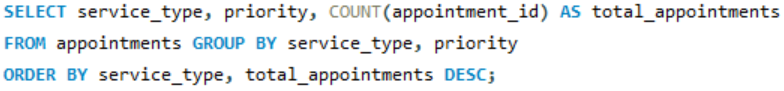 SELECT service_type, priority, COUNT(appointment_id) AS total_appointments
FROM appointments GROUP BY service_type, priority
ORDER BY service_type, total_appointments DESC;